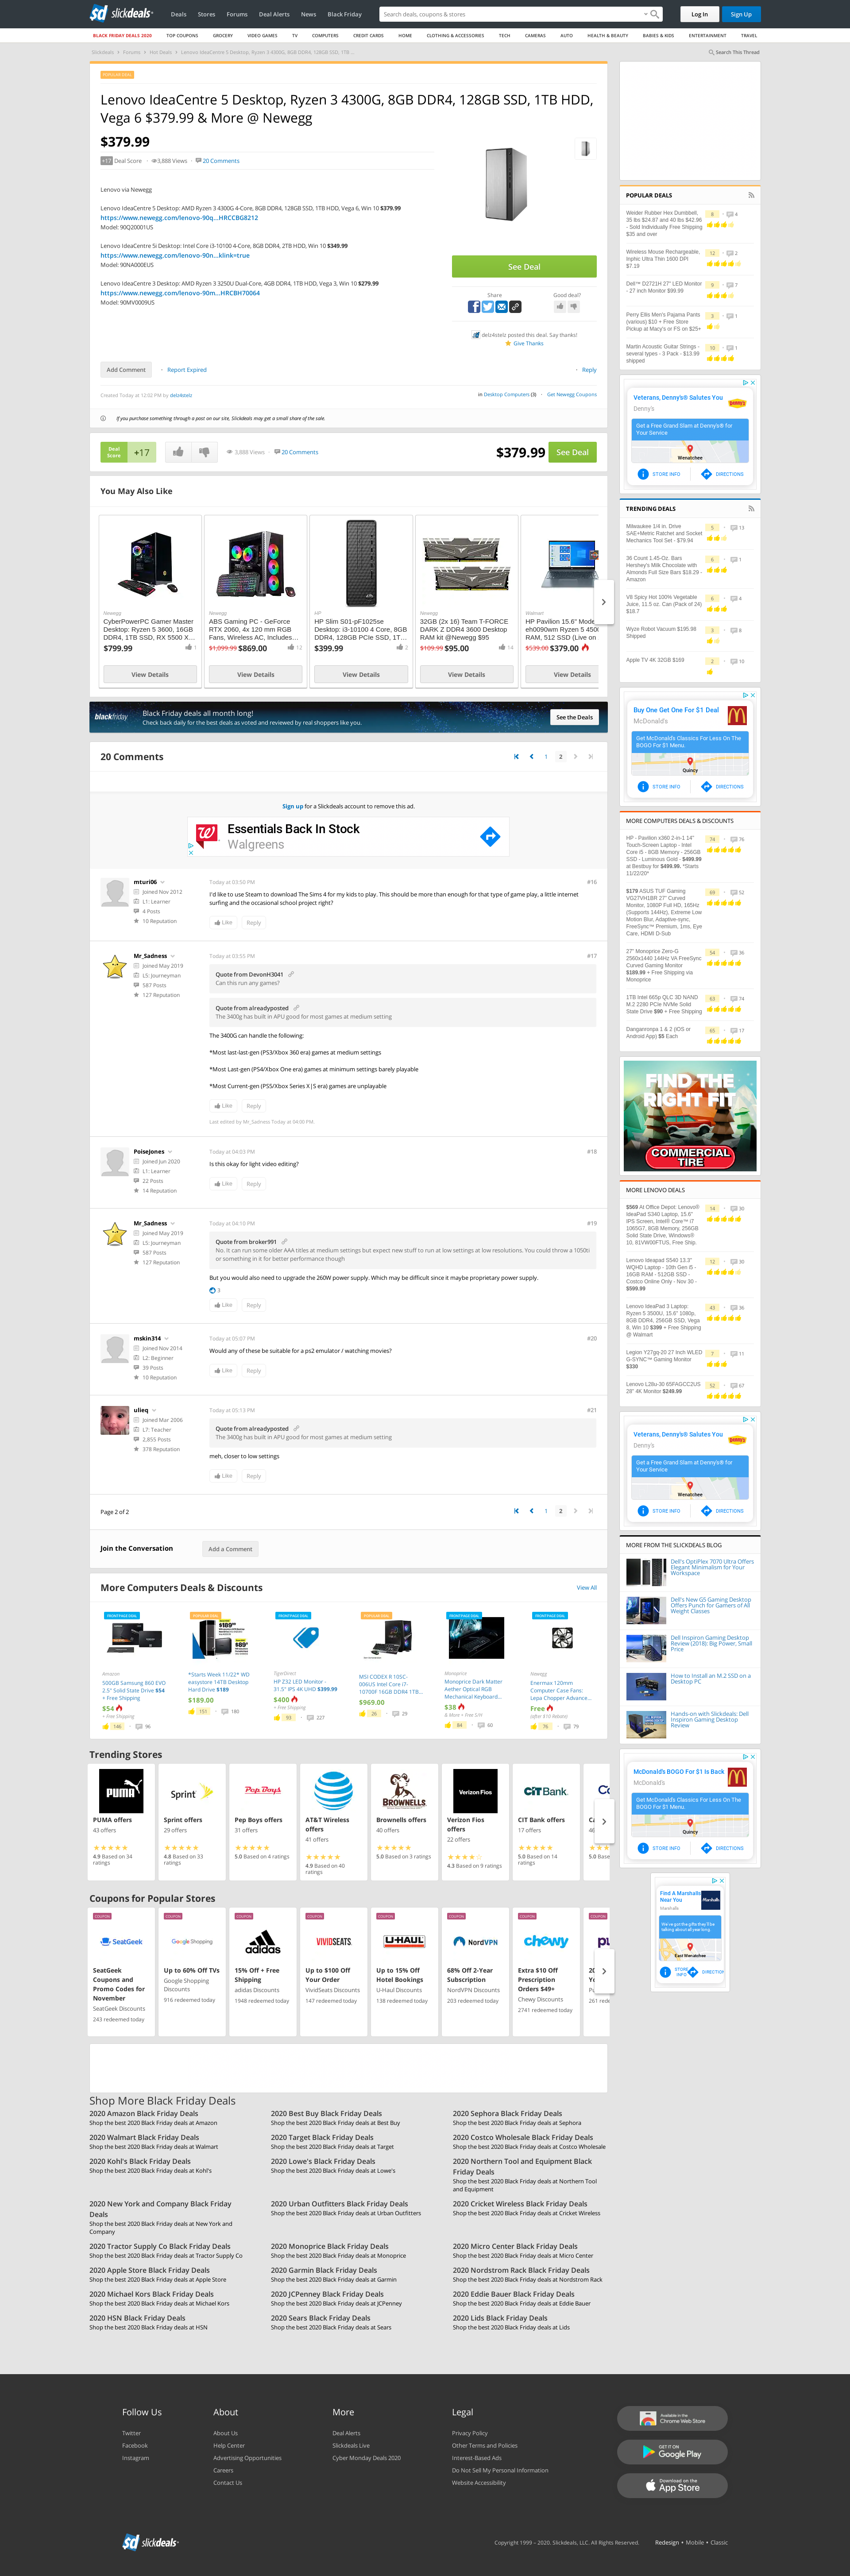 slickdeals
Deals Stores Forums Deal Alerts News Black Friday
Search deals, coupons & stores
Log In Sign Up
BLACK FRIDAY DEALS 2020 TOP COUPONS GROCERY VIDEO GAMES TV COMPUTERS CREDIT CARDS HOME CLOTHING & ACCESSORIES TECH CAMERAS AUTO HEALTH & BEAUTY BABIES & KIDS ENTERTAINMENT TRAVEL
Slickdeals > Forums > Hot Deals > Lenovo IdeaCentre 5 Desktop, Ryzen 3 4300G, 8GB DDR4, 128GB SSD, 1TB ...
Search This Thread
POPULAR DEAL
Lenovo IdeaCentre 5 Desktop, Ryzen 3 4300G, 8GB DDR4, 128GB SSD, 1TB HDD,
Vega 6 $379.99 & More @ Newegg
$379.99
+17 Deal Score 3,888 Views 20 Comments
Lenovo via Newegg
Lenovo IdeaCentre 5 Desktop: AMD Ryzen 3 4300G 4-Core, 8GB DDR4, 128GB SSD, 1TB HDD, Vega 6, Win 10 $379.99
https://www.newegg.com/lenovo-90q...HRCCBG8212
Model: 90Q20001US
Lenovo IdeaCentre 5i Desktop: Intel Core i3-10100 4-Core, 8GB DDR4, 2TB HDD, Win 10 $349.99
https://www.newegg.com/lenovo-90n...klink=true
Model: 90NA000EUS
Lenovo IdeaCentre 3 Desktop: AMD Ryzen 3 3250U Dual-Core, 4GB DDR4, 1TB HDD, Vega 3, Win 10 $279.99
https://www.newegg.com/lenovo-90m...HRCBH70064
Model: 90MV0009US
See Deal
Share Good deal?
delz4stelz posted this deal. Say thanks!
Give Thanks
Add Comment Report Expired Reply
Created Today at 12:02 PM by delz4stelz
in Desktop Computers (3) Get Newegg Coupons
If you purchase something through a post on our site, Slickdeals may get a small share of the sale.
Deal Score +17
3,888 Views 20 Comments
$379.99 See Deal
You May Also Like
Newegg
CyberPowerPC Gamer Master
Desktop: Ryzen 5 3600, 16GB
RDR4, 1TB SSD, RX 5500 X...
$799.99 1
View Details
Newegg
ABS Gaming PC - GeForce
RTX 2060, 4x 120 mm RGB
Fans, Wireless AC, Includes...
$1,099.99 $869.00 12
View Details
HP
HP Slim S01-pF1025se
Desktop: i3-10100 4 Core, 8GB
DDR4, 128GB PCIe SSD, 1T...
$399.99 2
View Details
Newegg
32GB (2x 16) Team T-FORCE
DARK Z DDR4 3600 Desktop
RAM kit @Newegg $95
$109.99 $95.00 14
View Details
Walmart
HP Pavilion 15.6" Mode
eh0090wm Ryzen 5 4500
RAM, 512 SSD (Live on
$539.00 $379.00
View Details
blackfriday
Black Friday deals all month long!
Check back daily for the best deals as voted and reviewed by real shoppers like you.
See the Deals
20 Comments
1 2
Sign up for a Slickdeals account to remove this ad.
Essentials Back In Stock
Walgreens
mturi06
Joined Nov 2012
L1: Learner
4 Posts
10 Reputation
Today at 03:50 PM #16
I'd like to use Steam to download The Sims 4 for my kids to play. This should be more than enough for that type of game play, a little internet
surfing and the occasional school project right?
Like Reply
Mr_Sadness
Joined May 2019
L5: Journeyman
587 Posts
127 Reputation
Today at 03:55 PM #17
Quote from DevonH3041
Can this run any games?
Quote from alreadyposted
The 3400g has built in APU good for most games at medium setting
The 3400G can handle the following:
*Most last-last-gen (PS3/Xbox 360 era) games at medium settings
*Most Last-gen (PS4/Xbox One era) games at minimum settings barely playable
*Most Current-gen (PS5/Xbox Series X|S era) games are unplayable
Like Reply
Last edited by Mr_Sadness Today at 04:00 PM.
PoiseJones
Joined Jun 2020
L1: Learner
22 Posts
14 Reputation
Today at 04:03 PM #18
Is this okay for light video editing?
Like Reply
Mr_Sadness
Joined May 2019
L5: Journeyman
587 Posts
127 Reputation
Today at 04:10 PM #19
Quote from broker991
No. It can run some older AAA titles at medium settings but expect new stuff to run at low settings at low resolutions. You could throw a 1050ti
or something in it for better performance though
But you would also need to upgrade the 260W power supply. Which may be difficult since it maybe proprietary power supply.
3
Like Reply
mskin314
Joined Nov 2014
L2: Beginner
39 Posts
10 Reputation
Today at 05:07 PM #20
Would any of these be suitable for a ps2 emulator / watching movies?
Like Reply
ulieq
Joined Mar 2006
L7: Teacher
2,855 Posts
378 Reputation
Today at 05:13 PM #21
Quote from alreadyposted
The 3400g has built in APU good for most games at medium setting
meh, closer to low settings
Like Reply
Page 2 of 2
1 2
Join the Conversation Add a Comment
More Computers Deals & Discounts View All
Amazon
500GB Samsung 860 EVO
2.5" Solid State Drive $54
+ Free Shipping
$54
+ Free Shipping
146 96
*Starts Week 11/22* WD
easystore 14TB Desktop
Hard Drive $189
$189.00
151 180
TigerDirect
HP Z32 LED Monitor -
31.5" IPS 4K UHD $399.99
$400
+ Free Shipping
93 227
MSI CODEX R 10SC-
006US Intel Core i7-
10700F 16GB DDR4 1TB...
$969.00
26 29
Monoprice
Monoprice Dark Matter
Aether Optical RGB
Mechanical Keyboard...
$38
& More + Free S/H
84 60
Newegg
Enermax 120mm
Computer Case Fans:
Lepa Chopper Advance...
Free
(after $10 Rebate)
76 79
Trending Stores
PUMA offers
43 offers
4.9 Based on 34 ratings
Sprint offers
29 offers
4.8 Based on 33 ratings
Pep Boys offers
31 offers
5.0 Based on 4 ratings
AT&T Wireless offers
41 offers
4.9 Based on 40 ratings
Brownells offers
40 offers
5.0 Based on 3 ratings
Verizon Fios offers
22 offers
4.3 Based on 9 ratings
CIT Bank offers
17 offers
5.0 Based on 14 ratings
Coupons for Popular Stores
SeatGeek Coupons and Promo Codes for November
SeatGeek Discounts
243 redeemed today
Up to 60% Off TVs
Google Shopping Discounts
916 redeemed today
15% Off + Free Shipping
adidas Discounts
1948 redeemed today
Up to $100 Off Your Order
VividSeats Discounts
147 redeemed today
Up to 15% Off Hotel Bookings
U-Haul Discounts
138 redeemed today
68% Off 2-Year Subscription
NordVPN Discounts
203 redeemed today
Extra $10 Off Prescription Orders $49+
Chewy Discounts
2741 redeemed today
Shop More Black Friday Deals
2020 Amazon Black Friday Deals
Shop the best 2020 Black Friday deals at Amazon
2020 Best Buy Black Friday Deals
Shop the best 2020 Black Friday deals at Best Buy
2020 Sephora Black Friday Deals
Shop the best 2020 Black Friday deals at Sephora
2020 Walmart Black Friday Deals
Shop the best 2020 Black Friday deals at Walmart
2020 Target Black Friday Deals
Shop the best 2020 Black Friday deals at Target
2020 Costco Wholesale Black Friday Deals
Shop the best 2020 Black Friday deals at Costco Wholesale
2020 Kohl's Black Friday Deals
Shop the best 2020 Black Friday deals at Kohl's
2020 Lowe's Black Friday Deals
Shop the best 2020 Black Friday deals at Lowe's
2020 Northern Tool and Equipment Black
Friday Deals
Shop the best 2020 Black Friday deals at Northern Tool
and Equipment
2020 New York and Company Black Friday
Deals
Shop the best 2020 Black Friday deals at New York and
Company
2020 Urban Outfitters Black Friday Deals
Shop the best 2020 Black Friday deals at Urban Outfitters
2020 Cricket Wireless Black Friday Deals
Shop the best 2020 Black Friday deals at Cricket Wireless
2020 Tractor Supply Co Black Friday Deals
Shop the best 2020 Black Friday deals at Tractor Supply Co
2020 Monoprice Black Friday Deals
Shop the best 2020 Black Friday deals at Monoprice
2020 Micro Center Black Friday Deals
Shop the best 2020 Black Friday deals at Micro Center
2020 Apple Store Black Friday Deals
Shop the best 2020 Black Friday deals at Apple Store
2020 Garmin Black Friday Deals
Shop the best 2020 Black Friday deals at Garmin
2020 Nordstrom Rack Black Friday Deals
Shop the best 2020 Black Friday deals at Nordstrom Rack
2020 Michael Kors Black Friday Deals
Shop the best 2020 Black Friday deals at Michael Kors
2020 JCPenney Black Friday Deals
Shop the best 2020 Black Friday deals at JCPenney
2020 Eddie Bauer Black Friday Deals
Shop the best 2020 Black Friday deals at Eddie Bauer
2020 HSN Black Friday Deals
Shop the best 2020 Black Friday deals at HSN
2020 Sears Black Friday Deals
Shop the best 2020 Black Friday deals at Sears
2020 Lids Black Friday Deals
Shop the best 2020 Black Friday deals at Lids
POPULAR DEALS
Weider Rubber Hex Dumbbell,
35 lbs $24.87 and 40 lbs $42.96
- Sold Individually Free Shipping
$35 and over
8 4
Wireless Mouse Rechargeable,
Inphic Ultra Thin 1600 DPI
$7.19
12 2
Dell™ D2721H 27" LED Monitor
- 27 inch Monitor $99.99
9 7
Perry Ellis Men's Pajama Pants
(various) $10 + Free Store
Pickup at Macy's or FS on $25+
3 1
Martin Acoustic Guitar Strings -
several types - 3 Pack - $13.99
shipped
10 1
Veterans, Denny's® Salutes You
Denny's
Get a Free Grand Slam at Denny's® for
Your Service
Wenatchee
STORE INFO DIRECTIONS
TRENDING DEALS
Milwaukee 1/4 in. Drive
SAE+Metric Ratchet and Socket
Mechanics Tool Set - $79.94
5 13
36 Count 1.45-Oz. Bars
Hershey's Milk Chocolate with
Almonds Full Size Bars $18.29 -
Amazon
6 1
V8 Spicy Hot 100% Vegetable
Juice, 11.5 oz. Can (Pack of 24)
$18.7
6 4
Wyze Robot Vacuum $195.98
Shipped
3 8
Apple TV 4K 32GB $169
2 10
Buy One Get One For $1 Deal
McDonald's
Get McDonald's Classics For Less On The
BOGO For $1 Menu.
Quincy
STORE INFO DIRECTIONS
MORE COMPUTERS DEALS & DISCOUNTS
HP - Pavilion x360 2-in-1 14"
Touch-Screen Laptop - Intel
Core i5 - 8GB Memory - 256GB
SSD - Luminous Gold - $499.99
at Bestbuy for $499.99. *Starts
11/22/20*
74 76
$179 ASUS TUF Gaming
VG27VH1BR 27" Curved
Monitor, 1080P Full HD, 165Hz
(Supports 144Hz), Extreme Low
Motion Blur, Adaptive-sync,
FreeSync™ Premium, 1ms, Eye
Care, HDMI D-Sub
69 52
27" Monoprice Zero-G
2560x1440 144Hz VA FreeSync
Curved Gaming Monitor
$189.99 + Free Shipping via
Monoprice
54 36
1TB Intel 665p QLC 3D NAND
M.2 2280 PCIe NVMe Solid
State Drive $90 + Free Shipping
63 74
Danganronpa 1 & 2 (iOS or
Android App) $5 Each
65 17
FIND THE
RIGHT FIT
COMMERCIAL
TIRE
MORE LENOVO DEALS
$569 At Office Depot: Lenovo®
IdeaPad S340 Laptop, 15.6"
IPS Screen, Intel® Core™ i7
1065G7, 8GB Memory, 256GB
Solid State Drive, Windows®
10, 81VW00FTUS, Free Ship.
14 30
Lenovo Ideapad S540 13.3"
WQHD Laptop - 10th Gen i5 -
16GB RAM - 512GB SSD -
Costco Online Only - Nov 30 -
$599.99
12 30
Lenovo IdeaPad 3 Laptop:
Ryzen 5 3500U, 15.6" 1080p,
8GB DDR4, 256GB SSD, Vega
8, Win 10 $399 + Free Shipping
@ Walmart
43 36
Legion Y27gq-20 27 Inch WLED
G-SYNC™ Gaming Monitor
$330
7 11
Lenovo L28u-30 65FAGCC2US
28" 4K Monitor $249.99
52 67
Veterans, Denny's® Salutes You
Denny's
Get a Free Grand Slam at Denny's® for
Your Service
Wenatchee
STORE INFO DIRECTIONS
MORE FROM THE SLICKDEALS BLOG
Dell's OptiPlex 7070 Ultra Offers
Elegant Minimalism for Your
Workspace
Dell's New G5 Gaming Desktop
Offers Punch for Gamers of All
Weight Classes
Dell Inspiron Gaming Desktop
Review (2018): Big Power, Small
Price
How to Install an M.2 SSD on a
Desktop PC
Hands-on with Slickdeals: Dell
Inspiron Gaming Desktop
Review
McDonald's BOGO For $1 Is Back
McDonald's
Get McDonald's Classics For Less On The
BOGO For $1 Menu.
Quincy
STORE INFO DIRECTIONS
Find A Marshalls
Near You
Marshalls
We've got the gifts they'll be
talking about all year long.
East Wenatchee
STORE INFO
Follow Us
Twitter
Facebook
Instagram
About
About Us
Help Center
Advertising Opportunities
Careers
Contact Us
More
Deal Alerts
Slickdeals Live
Cyber Monday Deals 2020
Legal
Privacy Policy
Other Terms and Policies
Interest-Based Ads
Do Not Sell My Personal Information
Website Accessibility
Available in the
Chrome Web Store
GET IT ON
Google Play
Download on the
App Store
slickdeals
Copyright 1999 – 2020. Slickdeals, LLC. All Rights Reserved. Redesign • Mobile • Classic